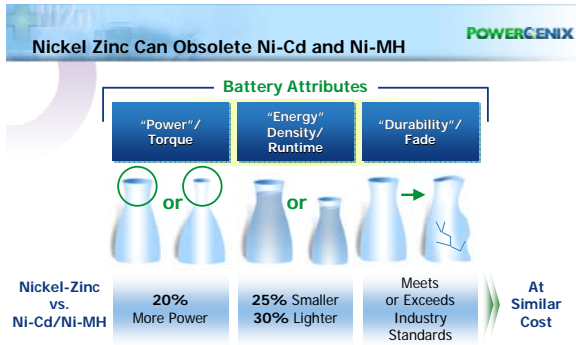 Nickel Zinc Can Obsolete Ni-Cd and Ni-MH
POWERGENIX
Battery Attributes
"Power"/
Torque
"Energy"
Density/
Runtime
"Durability"/
Fade
or
or
Nickel-Zinc
vs.
Ni-Cd/Ni-MH
20%
More Power
25% Smaller
30% Lighter
Meets
or Exceeds
Industry
Standards
At
Similar
Cost